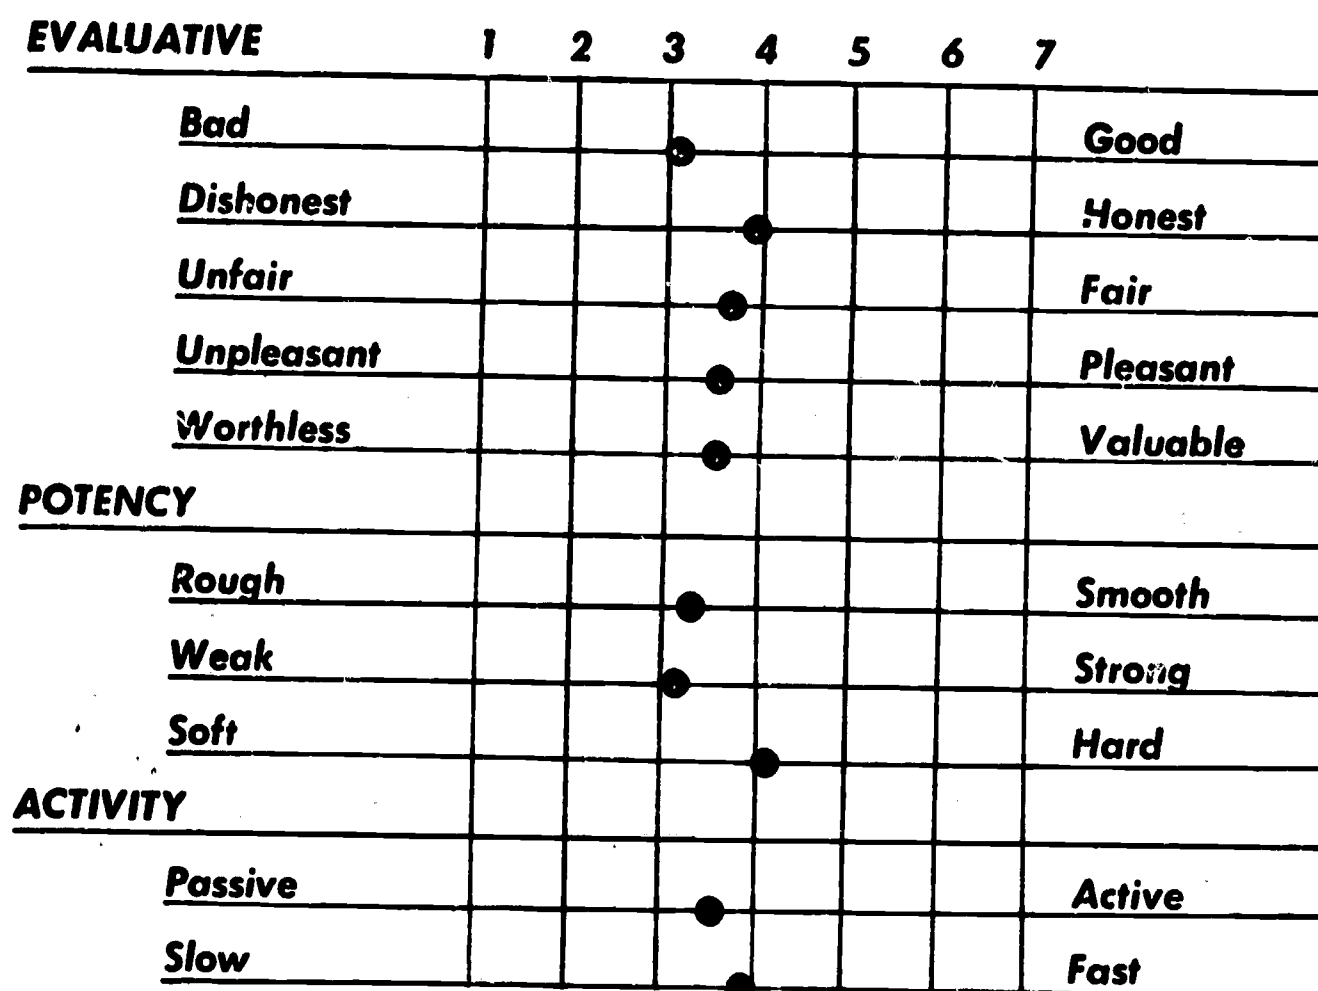 EVALUATIVE 1 2 3 4 5 6 7
Bad Good
Dishonest Honest
Unfair Fair
Unpleasant Pleasant
Worthless Valuable
POTENCY
Rough Smooth
Weak Strong
Soft Hard
ACTIVITY
Passive Active
Slow Fast